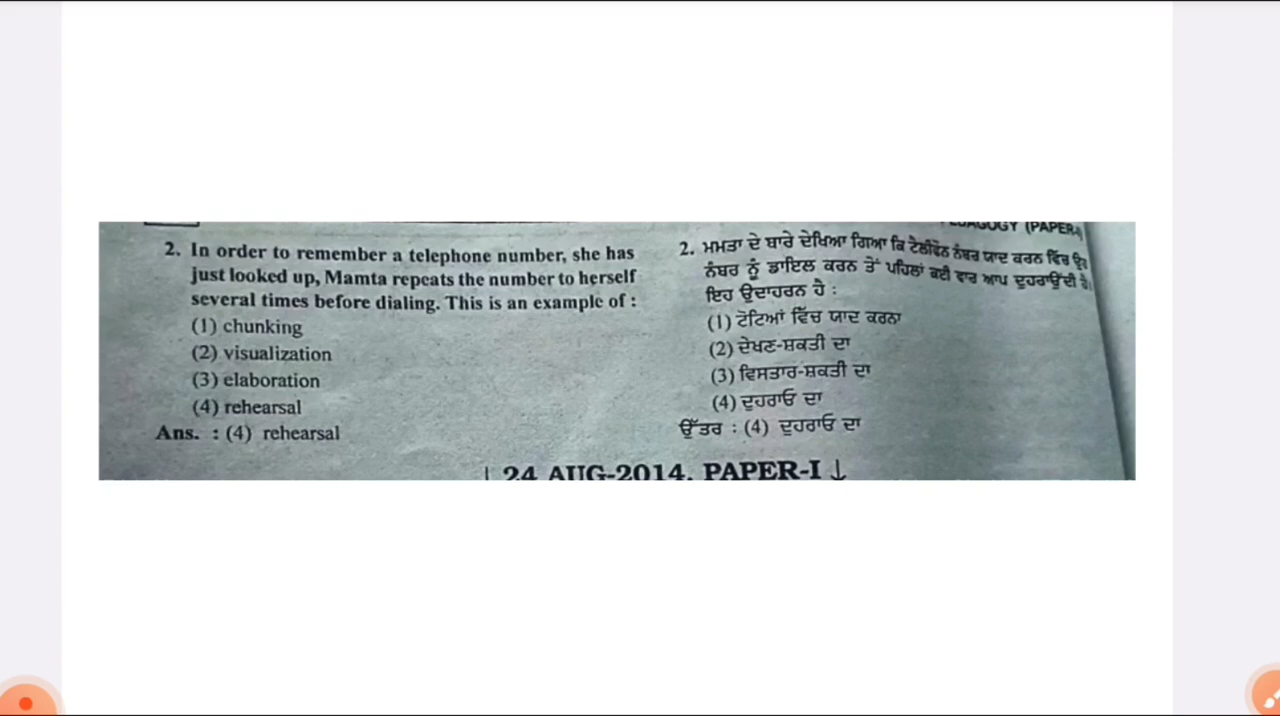 PEDAGOGY (PAPER-I)
2. In order to remember a telephone number, she has
just looked up, Mamta repeats the number to herself
several times before dialing. This is an example of :
(1) chunking
(2) visualization
(3) elaboration
(4) rehearsal
Ans. : (4) rehearsal
2. ਮਮਤਾ ਦੇ ਬਾਰੇ ਦੇਖਿਆ ਗਿਆ ਕਿ ਟੈਲੀਫੋਨ ਨੰਬਰ ਯਾਦ ਕਰਨ ਵਿੱਚ ਉਹ
ਨੰਬਰ ਨੂੰ ਡਾਇਲ ਕਰਨ ਤੋਂ ਪਹਿਲਾਂ ਕਈ ਵਾਰ ਆਪ ਦੁਹਰਾਉਂਦੀ ਹੈ।
ਇਹ ਉਦਾਹਰਨ ਹੈ :
(1) ਟੋਟਿਆਂ ਵਿੱਚ ਯਾਦ ਕਰਨਾ
(2) ਦੇਖਣ-ਸ਼ਕਤੀ ਦਾ
(3) ਵਿਸਤਾਰ-ਸ਼ਕਤੀ ਦਾ
(4) ਦੁਹਰਾਓ ਦਾ
ਉੱਤਰ : (4) ਦੁਹਰਾਓ ਦਾ
↓ 24 AUG-2014, PAPER-I ↓